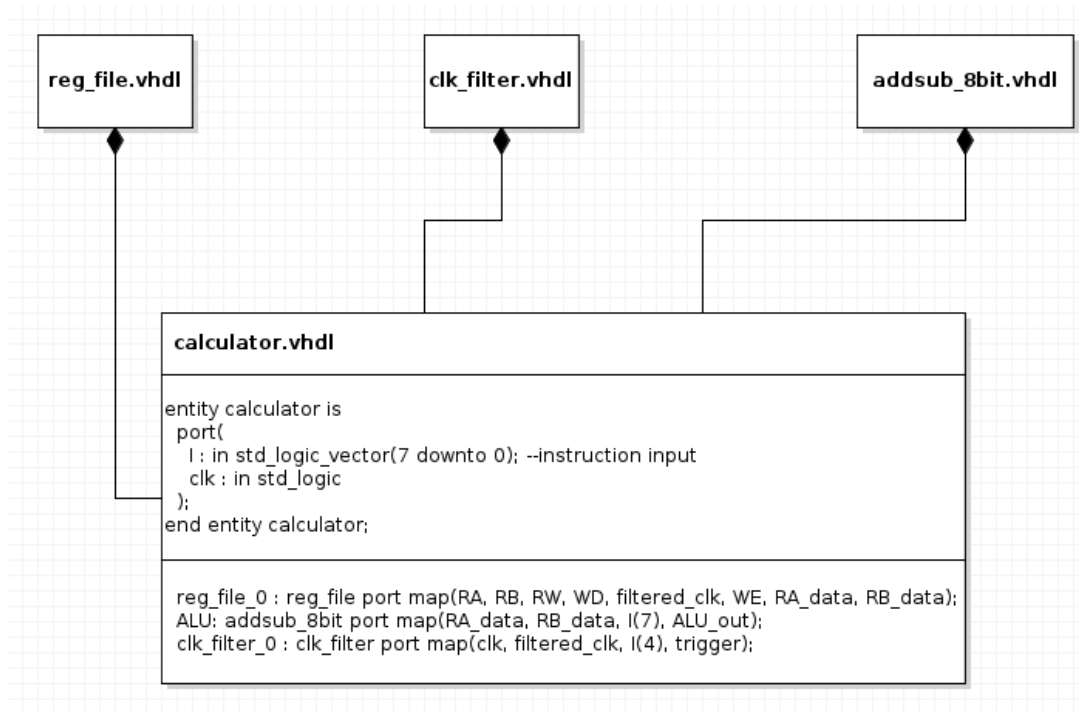 reg_file.vhdl
clk_filter.vhdl
addsub_8bit.vhdl
calculator.vhdl
entity calculator is
port(
I : in std_logic_vector(7 downto 0); --instruction input
clk : in std_logic
);
end entity calculator;
reg_file_0 : reg_file port map(RA, RB, RW, WD, filtered_clk, WE, RA_data, RB_data);
ALU: addsub_8bit port map(RA_data, RB_data, I(7), ALU_out);
clk_filter_0 : clk_filter port map(clk, filtered_clk, I(4), trigger);